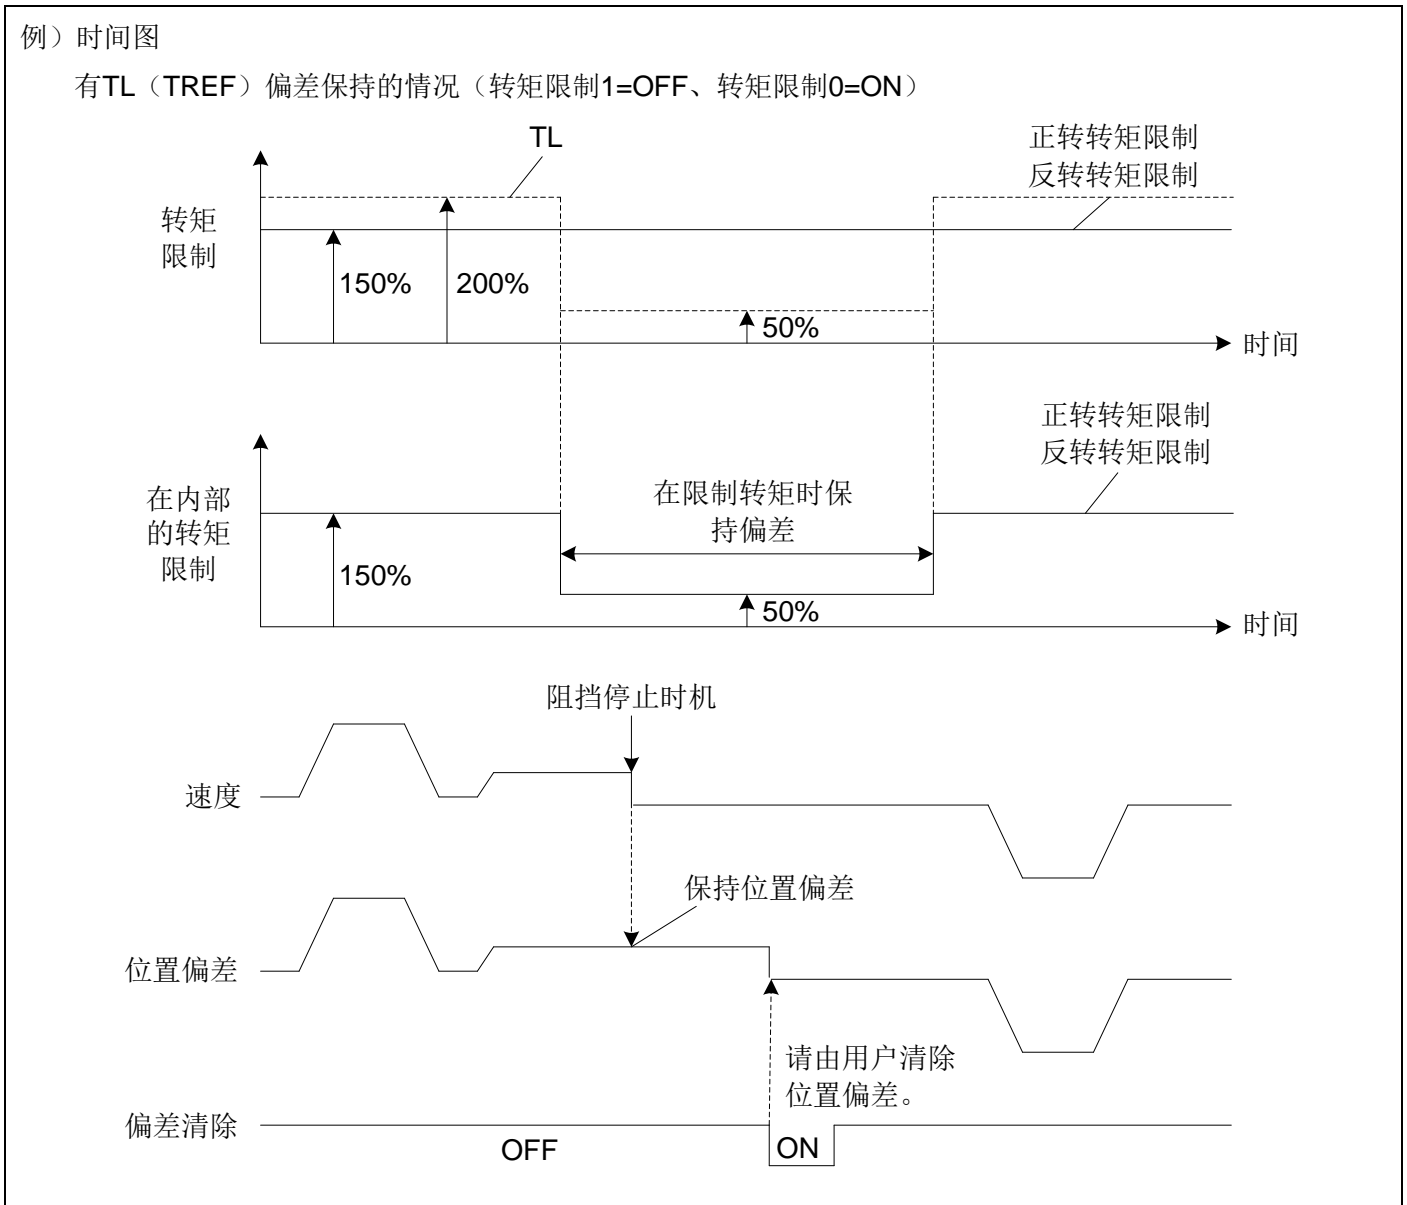 例）时间图
有TL（TREF）偏差保持的情况（转矩限制1=OFF、转矩限制0=ON）
TL
正转转矩限制
反转转矩限制
转矩
限制
150%
200%
50%
时间
正转转矩限制
反转转矩限制
在内部
的转矩
限制
在限制转矩时保
持偏差
150%
50%
时间
阻挡停止时机
速度
保持位置偏差
位置偏差
请由用户清除
位置偏差。
偏差清除
OFF
ON